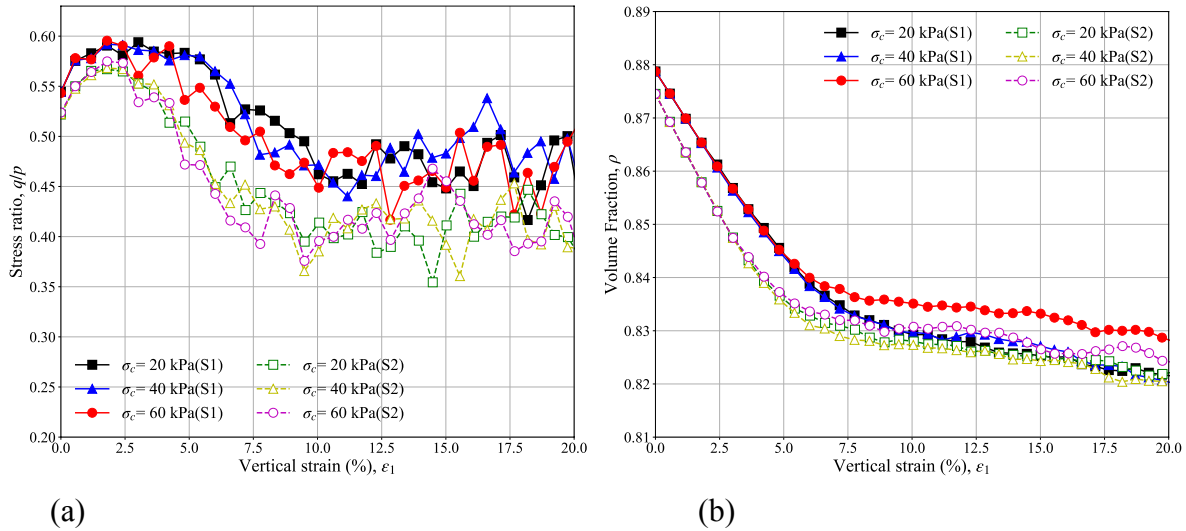 0.60
0.55
0.50
0.45
0.40
0.35
0.30
0.25
0.20
Stress ratio, q/p
σc= 20 kPa(S1)
σc= 40 kPa(S1)
σc= 60 kPa(S1)
σc= 20 kPa(S2)
σc= 40 kPa(S2)
σc= 60 kPa(S2)
0.0 2.5 5.0 7.5 10.0 12.5 15.0 17.5 20.0
Vertical strain (%), ε1
(a)
0.89
0.88
0.87
0.86
0.85
0.84
0.83
0.82
0.81
Volume Fraction, ρ
σc= 20 kPa(S1)
σc= 40 kPa(S1)
σc= 60 kPa(S1)
σc= 20 kPa(S2)
σc= 40 kPa(S2)
σc= 60 kPa(S2)
0.0 2.5 5.0 7.5 10.0 12.5 15.0 17.5 20.0
Vertical strain (%), ε1
(b)